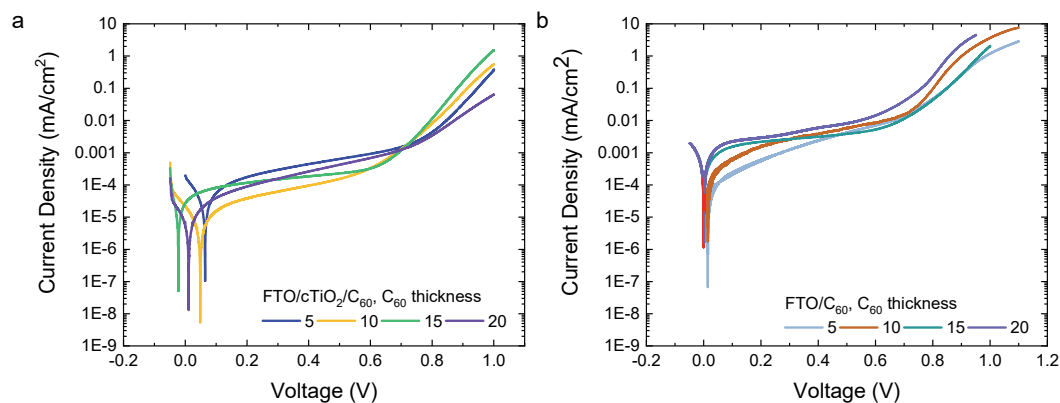 a
Current Density (mA/cm²)
10
1
0.1
0.01
0.001
1E-4
1E-5
1E-6
1E-7
1E-8
1E-9
-0.2 0.0 0.2 0.4 0.6 0.8 1.0
Voltage (V)
FTO/cTiO₂/C₆₀, C₆₀ thickness
5 10 15 20
b
Current Density (mA/cm²)
10
1
0.1
0.01
0.001
1E-4
1E-5
1E-6
1E-7
1E-8
1E-9
-0.2 0.0 0.2 0.4 0.6 0.8 1.0 1.2
Voltage (V)
FTO/C₆₀, C₆₀ thickness
5 10 15 20